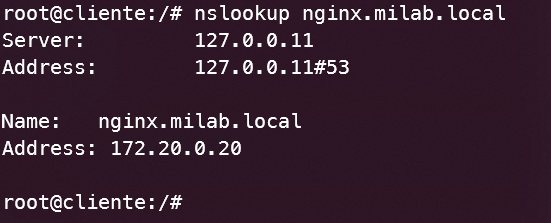 root@cliente:/# nslookup nginx.milab.local
Server:         127.0.0.11
Address:        127.0.0.11#53

Name:   nginx.milab.local
Address: 172.20.0.20

root@cliente:/#